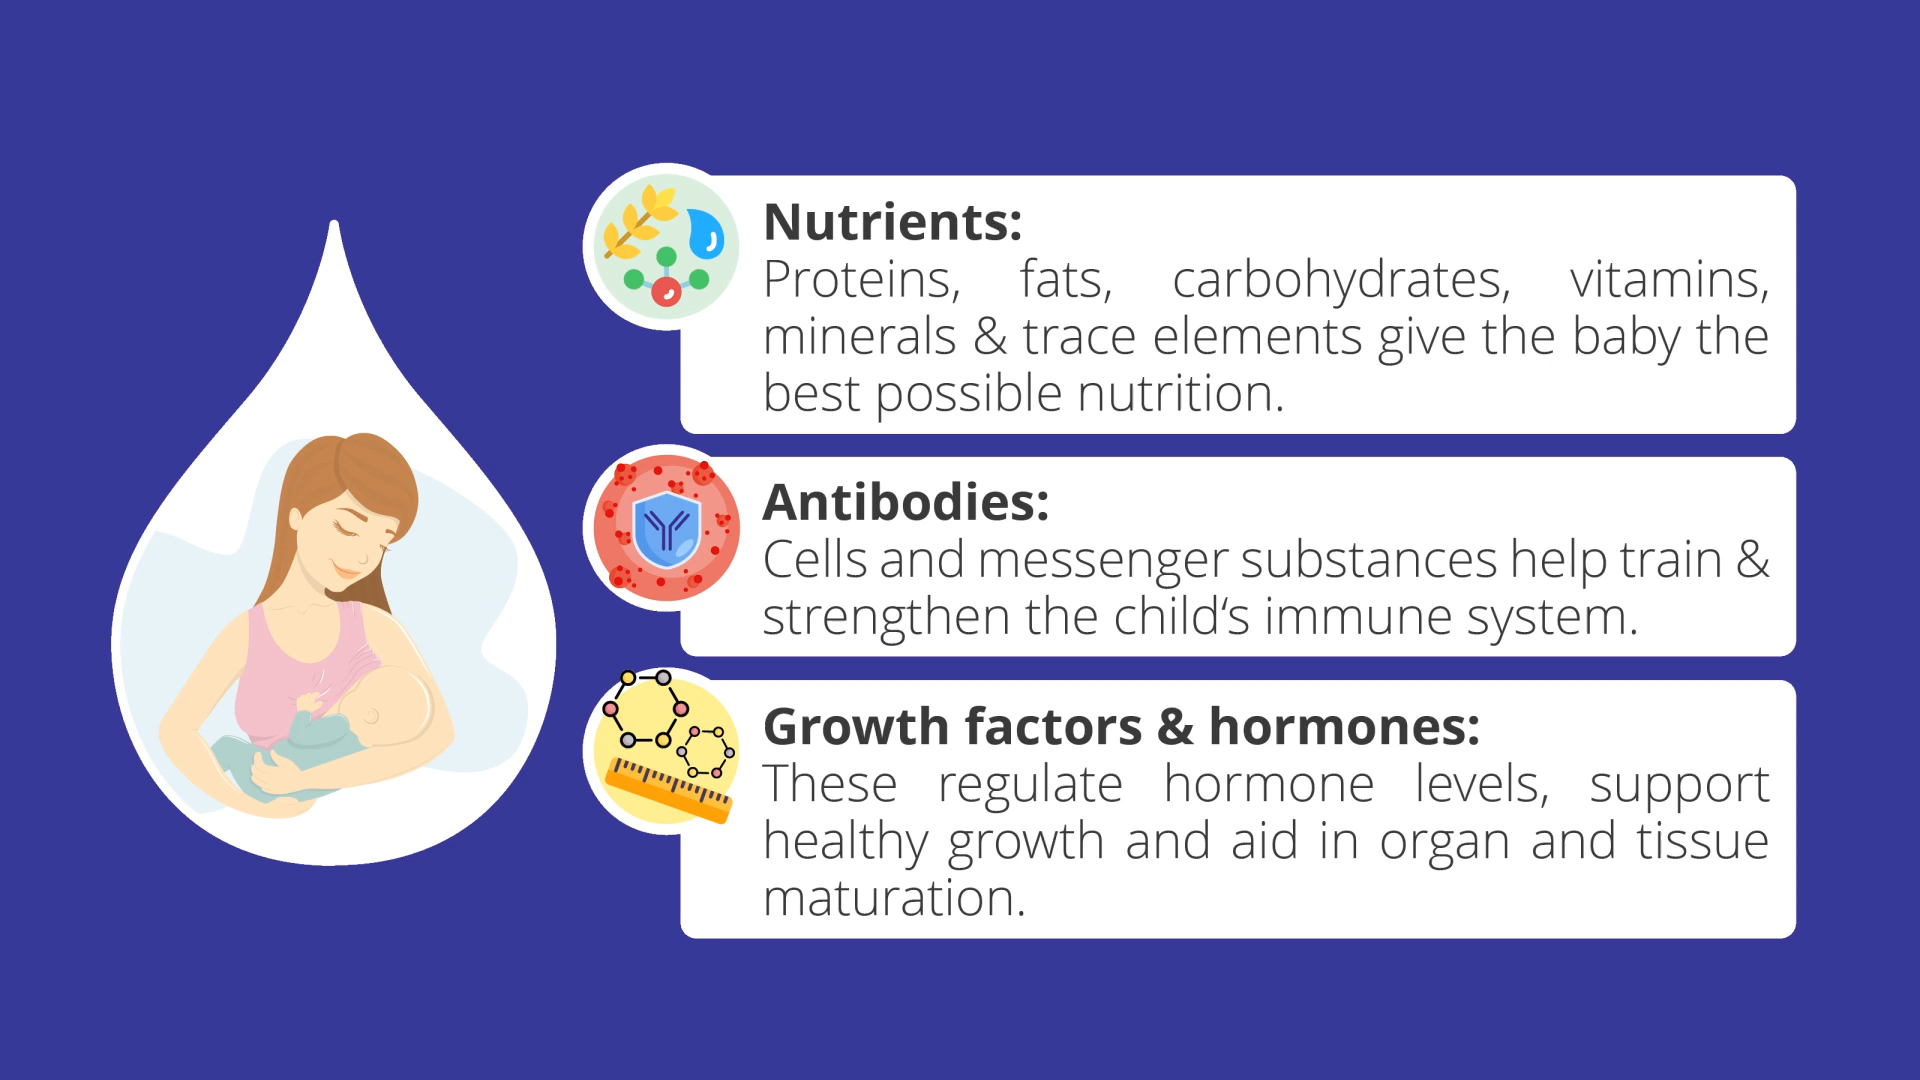 Nutrients:
Proteins, fats, carbohydrates, vitamins,
minerals & trace elements give the baby the
best possible nutrition.
Antibodies:
Cells and messenger substances help train &
strengthen the child‘s immune system.
Growth factors & hormones:
These regulate hormone levels, support
healthy growth and aid in organ and tissue
maturation.